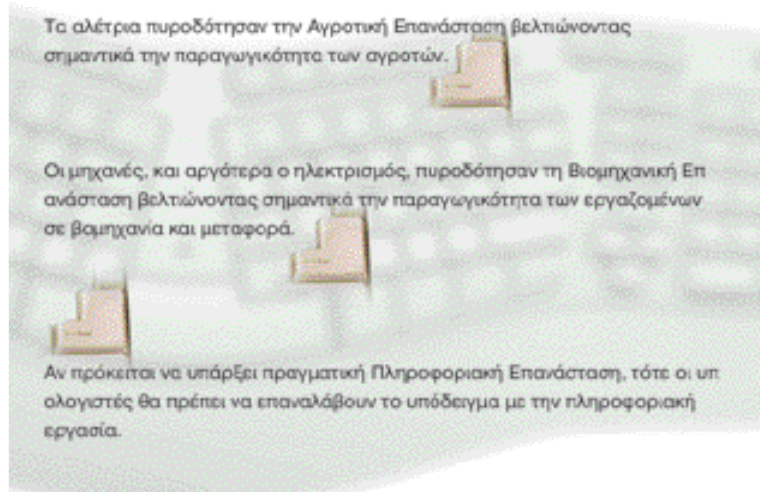 Τα αλέτρια πυροδότησαν την Αγροτική Επανάσταση βελτιώνοντας
σημαντικά την παραγωγικότητα των αγροτών.
Οι μηχανές, και αργότερα ο ηλεκτρισμός, πυροδότησαν τη Βιομηχανική Επ
ανάσταση βελτιώνοντας σημαντικά την παραγωγικότητα των εργαζομένων
σε βομηχανία και μεταφορά.
Αν πρόκειται να υπάρξει πραγματική Πληροφοριακή Επανάσταση, τότε οι υπ
ολογιστές θα πρέπει να επαναλάβουν το υπόδειγμα με την πληροφοριακή
εργασία.